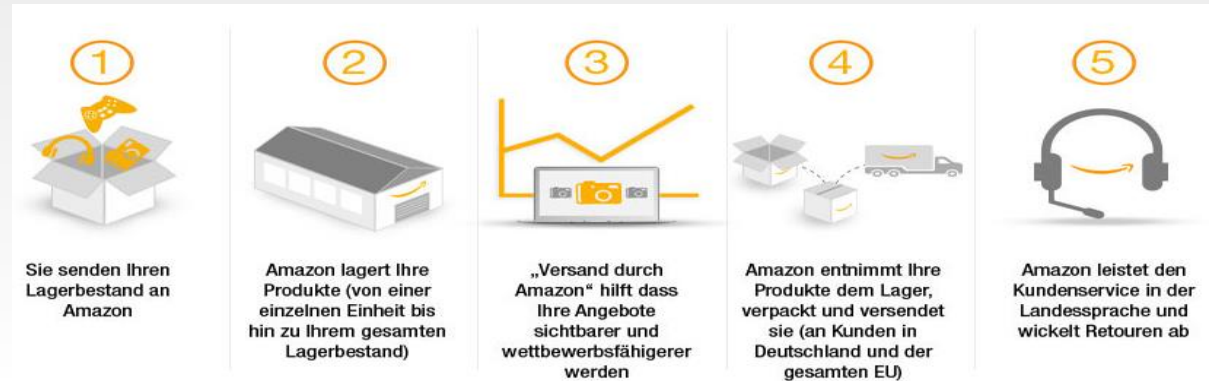 1
Sie senden Ihren
Lagerbestand an
Amazon
2
Amazon lagert Ihre
Produkte (von einer
einzelnen Einheit bis
hin zu Ihrem gesamten
Lagerbestand)
3
„Versand durch
Amazon“ hilft dass
Ihre Angebote
sichtbarer und
wettbewerbsfähigerer
werden
4
Amazon entnimmt Ihre
Produkte dem Lager,
verpackt und versendet
sie (an Kunden in
Deutschland und der
gesamten EU)
5
Amazon leistet den
Kundenservice in der
Landessprache und
wickelt Retouren ab